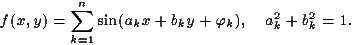 f(x, y) = \sum_{k=1}^{n} \sin(a_k x + b_k y + \varphi_k), \quad a_k^2 + b_k^2 = 1.